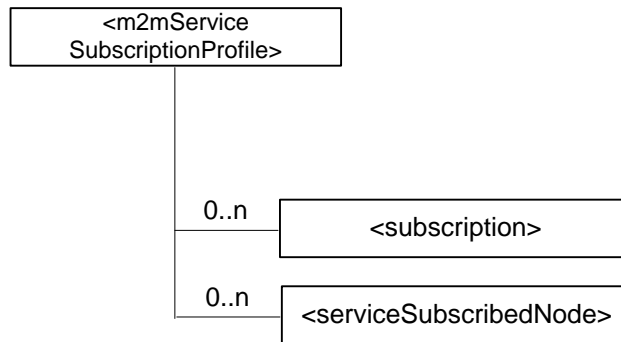 <m2mService
SubscriptionProfile>
0..n
<subscription>
0..n
<serviceSubscribedNode>